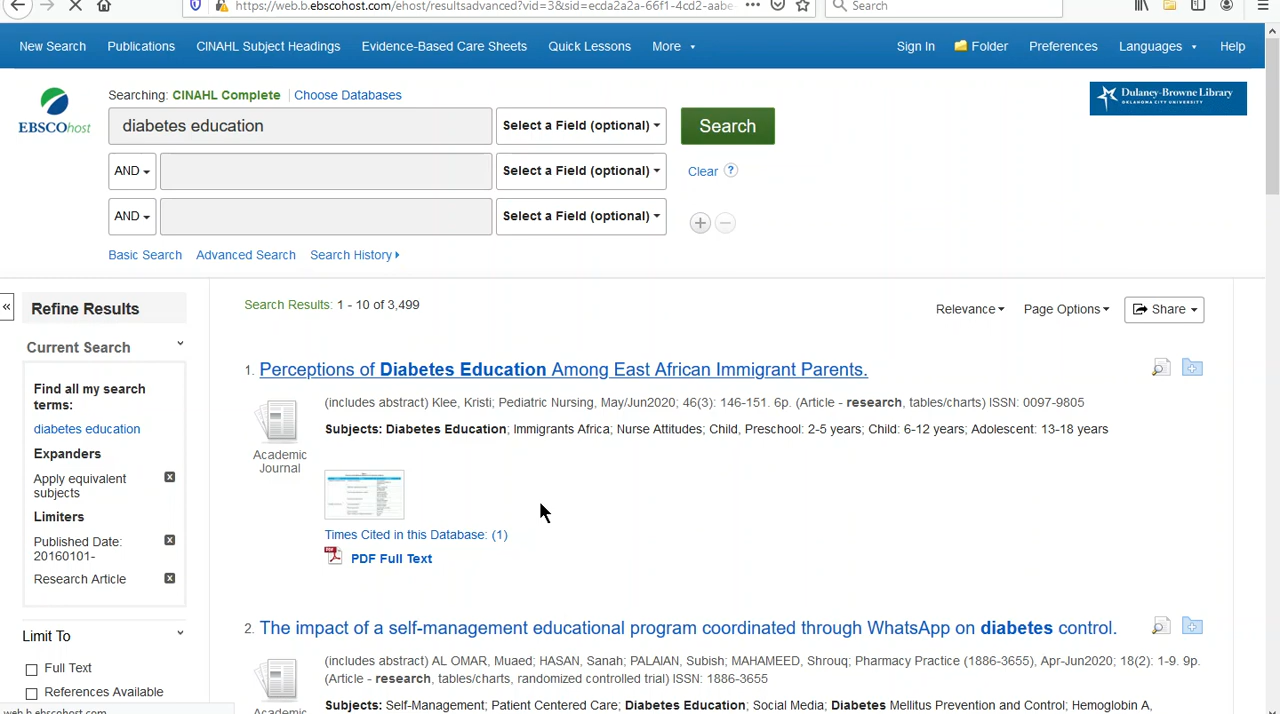 https://web.b.ebscohost.com/ehost/resultsadvanced?vid=3&sid=ecda2a2a-66f1-4cd2-aabe-
Search
New Search Publications CINAHL Subject Headings Evidence-Based Care Sheets Quick Lessons More Sign In Folder Preferences Languages Help
Searching: CINAHL Complete Choose Databases
EBSCOhost
Dulaney-Browne Library
OKLAHOMA CITY UNIVERSITY
diabetes education Select a Field (optional) Search
AND Select a Field (optional) Clear ?
AND Select a Field (optional)
Basic Search Advanced Search Search History
« Refine Results
Search Results: 1 - 10 of 3,499
Relevance Page Options Share
Current Search
Find all my search
terms:
diabetes education
Expanders
Apply equivalent
subjects
Limiters
Published Date:
20160101-
Research Article
Limit To
Full Text
References Available
1. Perceptions of Diabetes Education Among East African Immigrant Parents.
(includes abstract) Klee, Kristi; Pediatric Nursing, May/Jun2020; 46(3): 146-151. 6p. (Article - research, tables/charts) ISSN: 0097-9805
Academic
Journal
Subjects: Diabetes Education; Immigrants Africa; Nurse Attitudes; Child, Preschool: 2-5 years; Child: 6-12 years; Adolescent: 13-18 years
Times Cited in this Database: (1)
PDF Full Text
2. The impact of a self-management educational program coordinated through WhatsApp on diabetes control.
(includes abstract) AL OMAR, Muaed; HASAN, Sanah; PALAIAN, Subish; MAHAMEED, Shrouq; Pharmacy Practice (1886-3655), Apr-Jun2020; 18(2): 1-9. 9p.
(Article - research, tables/charts, randomized controlled trial) ISSN: 1886-3655
Subjects: Self-Management; Patient Centered Care; Diabetes Education; Social Media; Diabetes Mellitus Prevention and Control; Hemoglobin A,
Academic
web.b.ebscohost.com